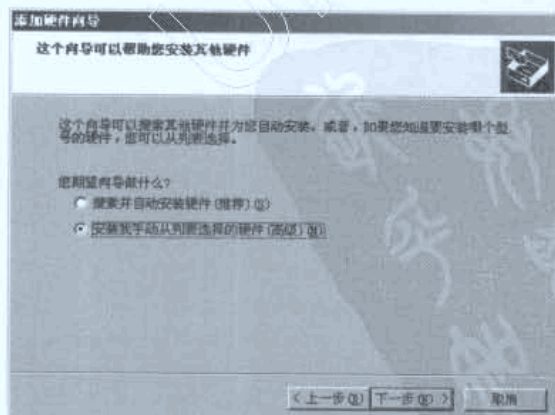 添加硬件向导
这个向导可以帮助您安装其他硬件
这个向导可以搜索其他硬件并为您自动安装。或者，如果您知道要安装哪个型
号的硬件，您可以从列表选择。
您期望向导做什么?
搜索并自动安装硬件(推荐)(S)
安装我手动从列表选择的硬件(高级)(M)
< 上一步(B)
下一步(N) >
取消